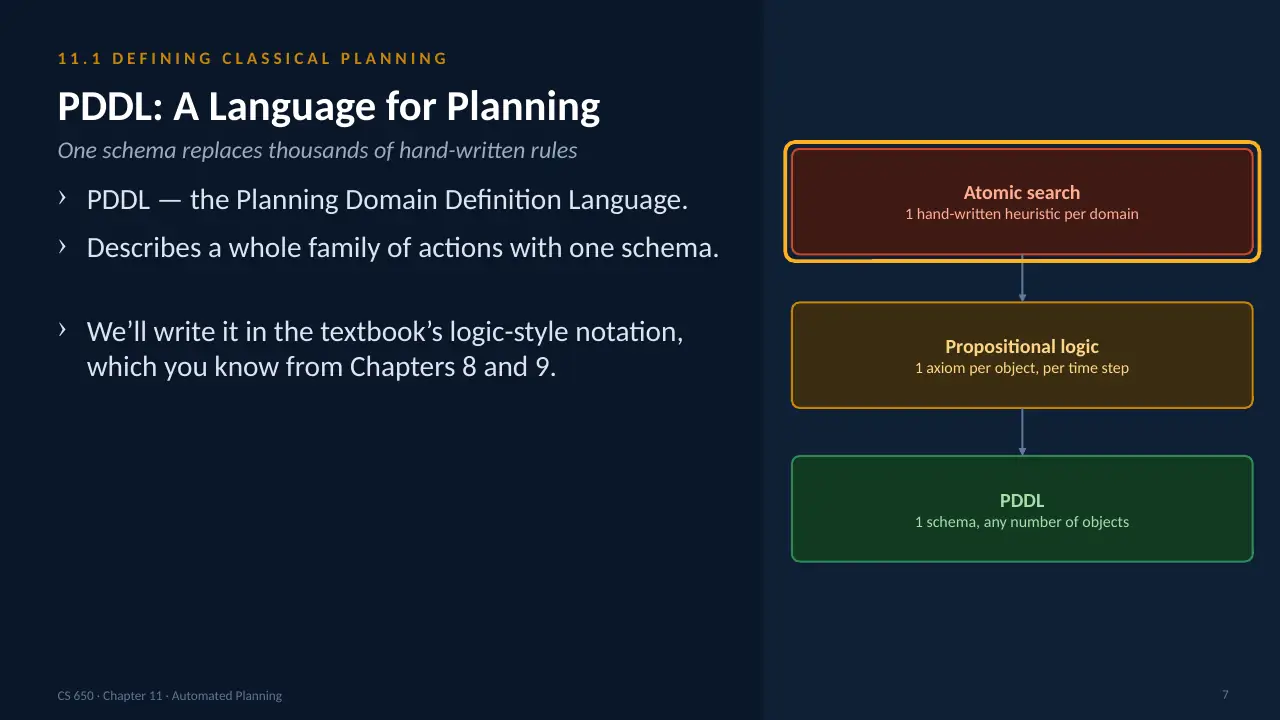 11.1 DEFINING CLASSICAL PLANNING
PDDL: A Language for Planning
One schema replaces thousands of hand-written rules
› PDDL — the Planning Domain Definition Language.
› Describes a whole family of actions with one schema.
› We’ll write it in the textbook’s logic-style notation,
which you know from Chapters 8 and 9.
Atomic search
1 hand-written heuristic per domain
Propositional logic
1 axiom per object, per time step
PDDL
1 schema, any number of objects
CS 650 · Chapter 11 · Automated Planning
7